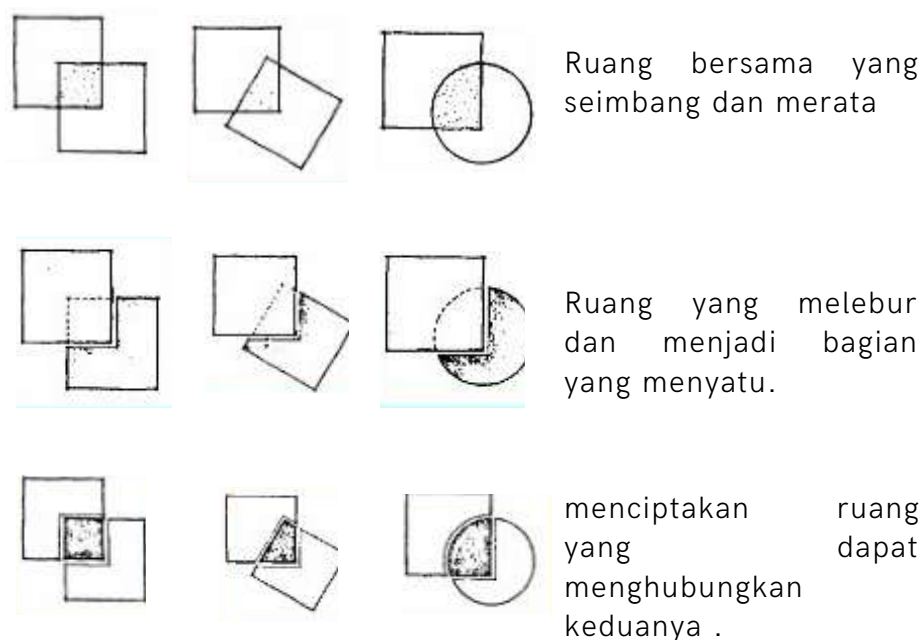 Ruang bersama yang
seimbang dan merata
Ruang yang melebur
dan menjadi bagian
yang menyatu.
menciptakan ruang
yang dapat
menghubungkan
keduanya .